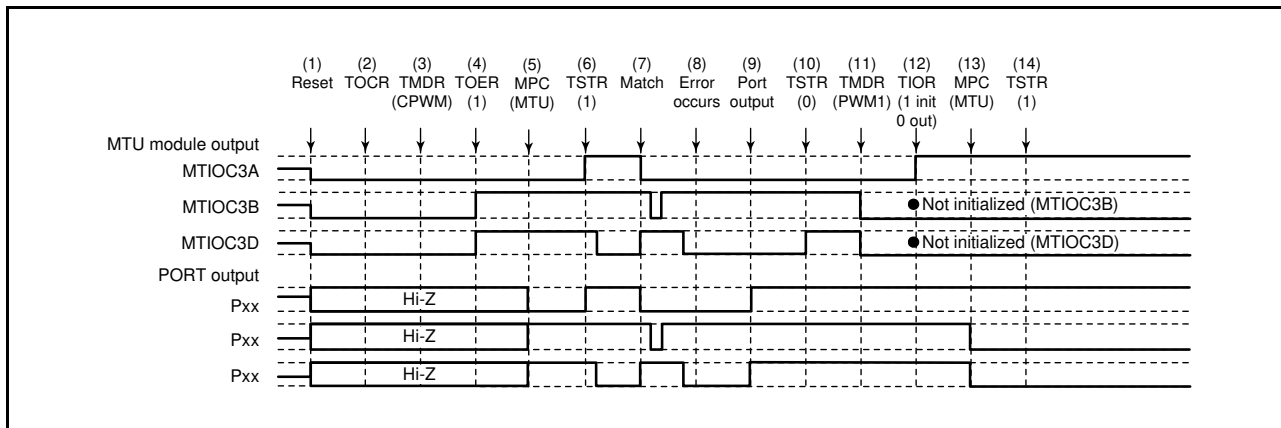 (1) (2) (3) (4) (5) (6) (7) (8) (9) (10) (11) (12) (13) (14)
Reset TOCR TMDR TOER MPC TSTR Match Error Port TSTR TMDR TIOR MPC TSTR
(CPWM) (1) (MTU) (1) occurs output (0) (PWM1) (1 init (MTU) (1)
0 out)
MTU module output
MTIOC3A
MTIOC3B Not initialized (MTIOC3B)
MTIOC3D Not initialized (MTIOC3D)
PORT output
Pxx Hi-Z
Pxx Hi-Z
Pxx Hi-Z